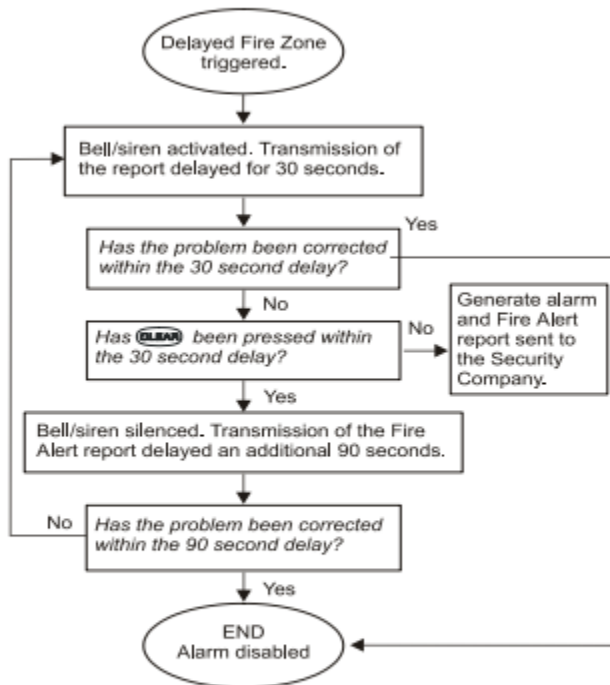 Delayed Fire Zone
triggered.
Bell/siren activated. Transmission of
the report delayed for 30 seconds.
Yes
Has the problem been corrected
within the 30 second delay?
No
Generate alarm
and Fire Alert
report sent to
the Security
Company.
Has CLEAR been pressed within
the 30 second delay?
No
Yes
Bell/siren silenced. Transmission of the Fire
Alert report delayed an additional 90 seconds.
No
Has the problem been corrected
within the 90 second delay?
Yes
END
Alarm disabled